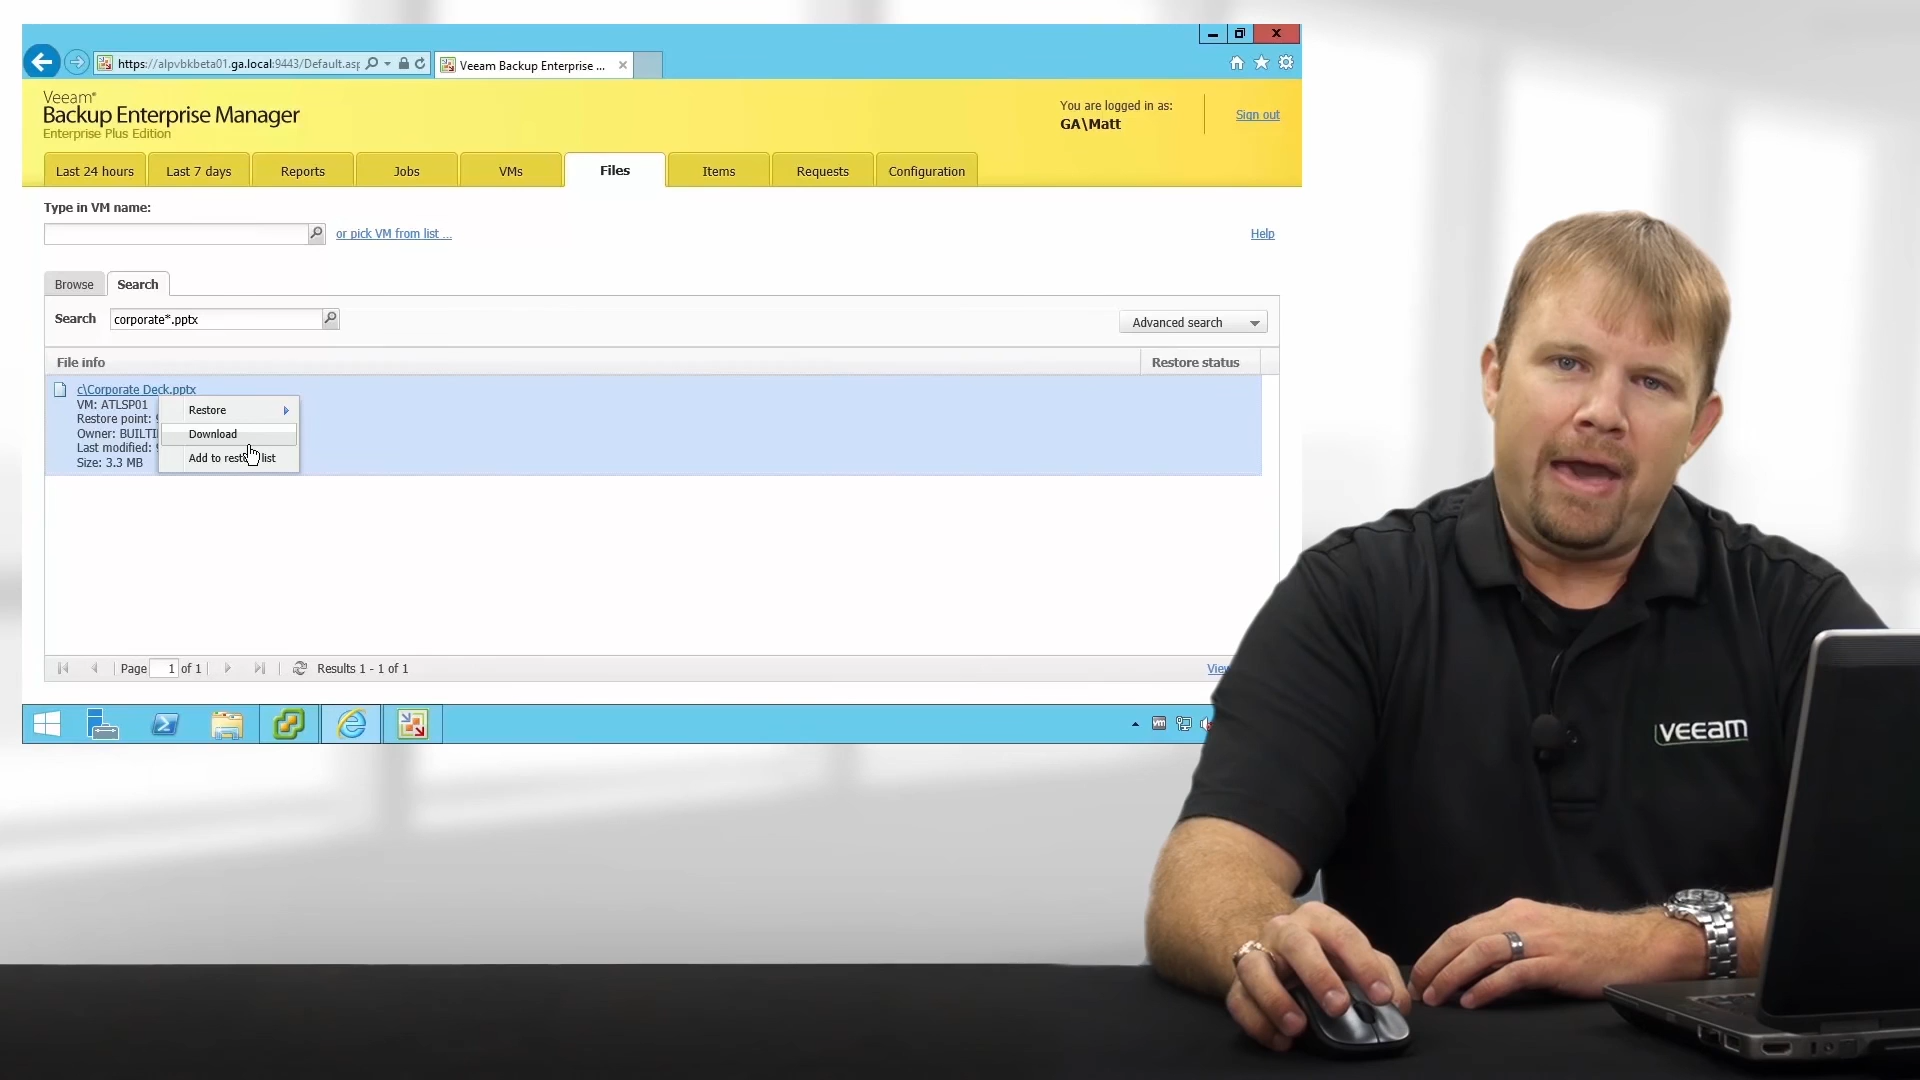 https://alpvbkbeta01.ga.local:9443/Default.asp
Veeam Backup Enterprise ...
Veeam®
Backup Enterprise Manager
Enterprise Plus Edition
You are logged in as:
GA\Matt
Sign out
Last 24 hours
Last 7 days
Reports
Jobs
VMs
Files
Items
Requests
Configuration
Type in VM name:
or pick VM from list ...
Help
Browse
Search
Search
corporate*.pptx
Advanced search
File info
Restore status
c\Corporate Deck.pptx
VM: ATLSP01
Restore point:
Owner:
Last modified:
Size: 3.3 MB
Restore
Download
Add to list
Page 1 of 1
Results 1 - 1 of 1
View
vm
veeam